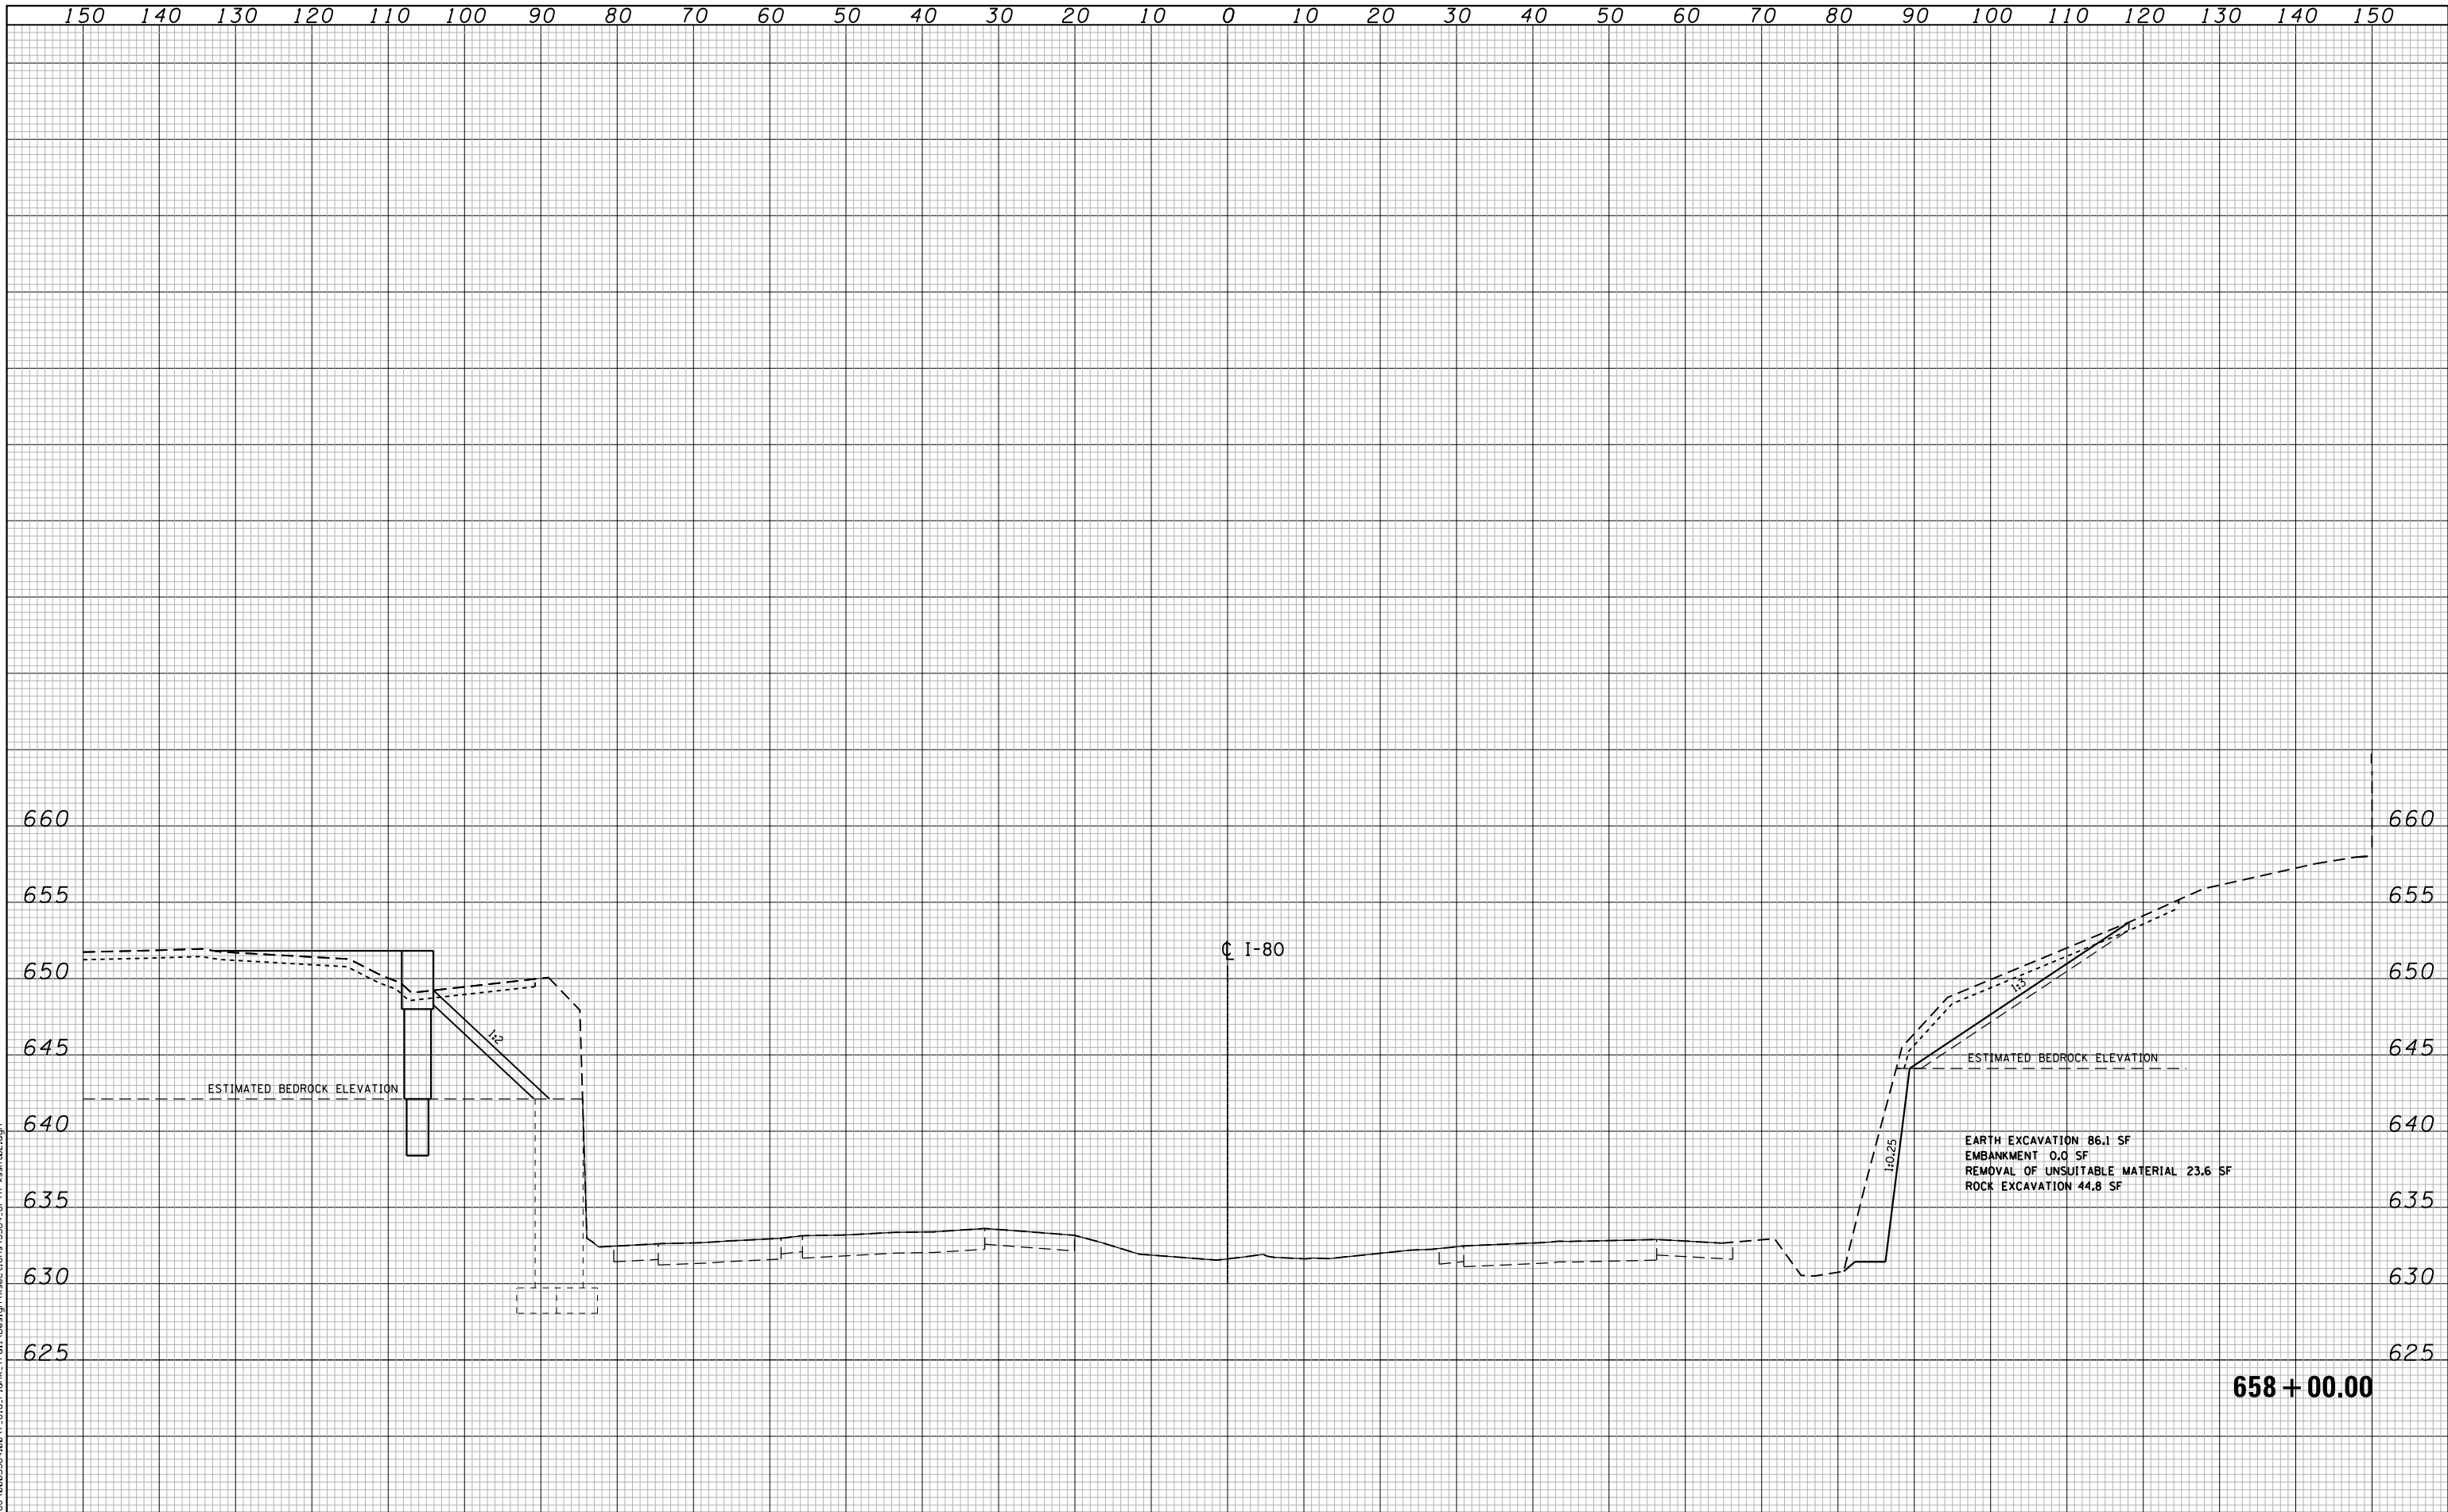 150 140 130 120 110 100 90 80 70 60 50 40 30 20 10 0 10 20 30 40 50 60 70 80 90 100 110 120 130 140 150
660 660
655 655
650 ℄ I-80 650
1:3
1:2
645 645
ESTIMATED BEDROCK ELEVATION
ESTIMATED BEDROCK ELEVATION
640 640
1:0.25
EARTH EXCAVATION 86.1 SF
EMBANKMENT 0.0 SF
REMOVAL OF UNSUITABLE MATERIAL 23.6 SF
ROCK EXCAVATION 44.8 SF
635 635
630 630
625 625
658+00.00